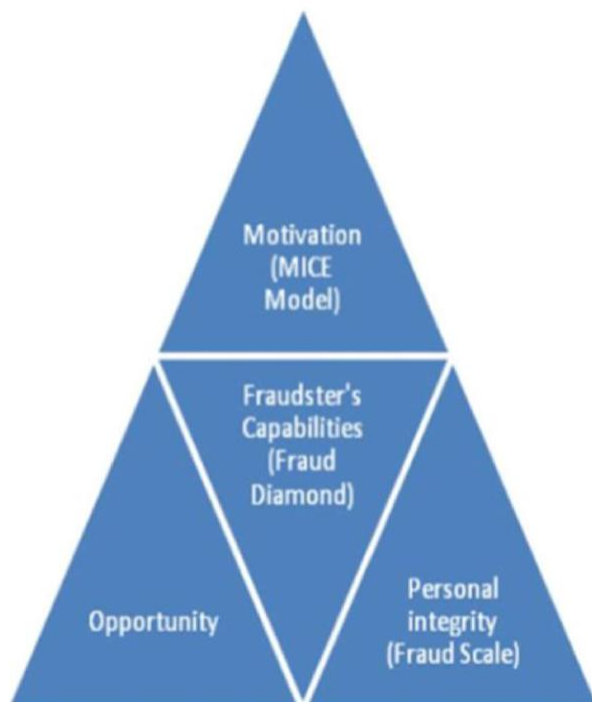 Motivation
(MICE
Model)
Fraudster's
Capabilities
(Fraud
Diamond)
Opportunity
Personal
integrity
(Fraud Scale)